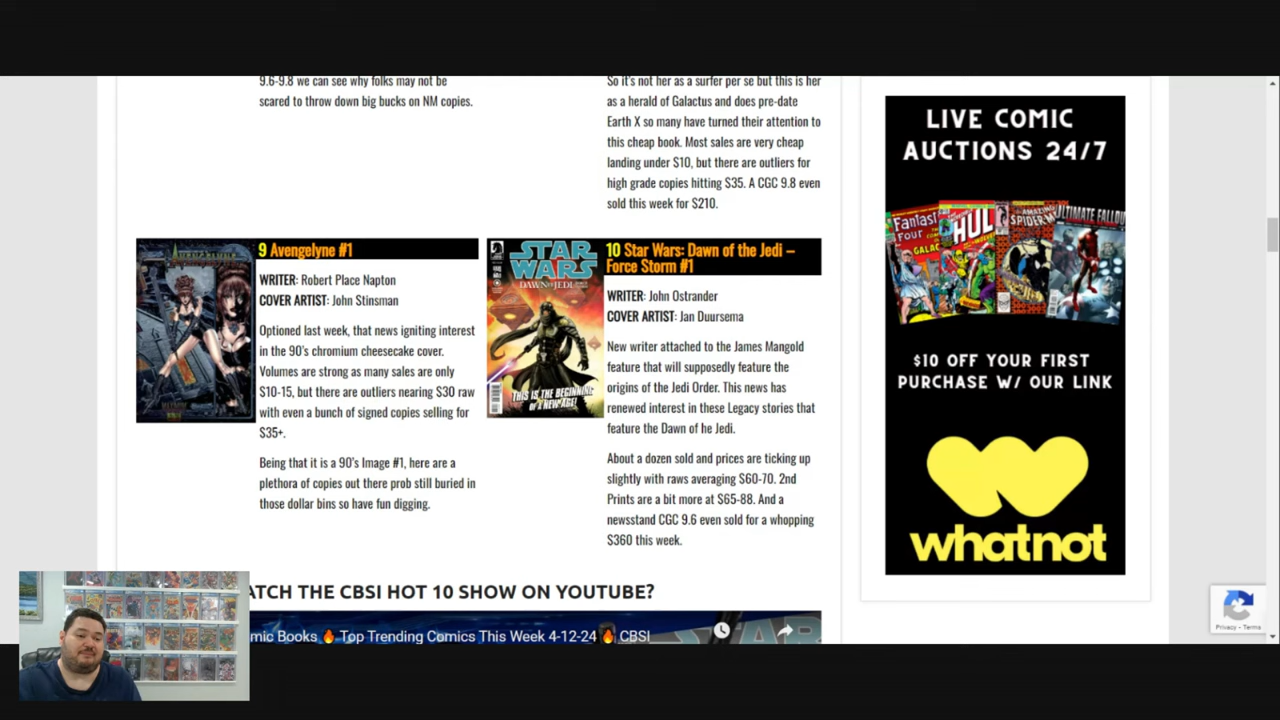 9.6-9.8 we can see why folks may not be
scared to throw down big bucks on NM copies.
So it's not her as a surfer per se but this is her
as a herald of Galactus and does pre-date
Earth X so many have turned their attention to
this cheap book. Most sales are very cheap
landing under $10, but there are outliers for
high grade copies hitting $35. A CGC 9.8 even
sold this week for $210.
9 Avengelyne #1
WRITER: Robert Place Napton
COVER ARTIST: John Stinsman
Optioned last week, that news igniting interest
in the 90's chromium cheesecake cover.
Volumes are strong as many sales are only
$10-15, but there are outliers nearing $30 raw
with even a bunch of signed copies selling for
$35+.
Being that it is a 90's Image #1, here are a
plethora of copies out there prob still buried in
those dollar bins so have fun digging.
STAR
WARS
DAWN OF THE JEDI
THIS IS THE BEGINNING
OF A NEW AGE!
10 Star Wars: Dawn of the Jedi –
Force Storm #1
WRITER: John Ostrander
COVER ARTIST: Jan Duursema
New writer attached to the James Mangold
feature that will supposedly feature the
origins of the Jedi Order. This news has
renewed interest in these Legacy stories that
feature the Dawn of he Jedi.
About a dozen sold and prices are ticking up
slightly with raws averaging $60-70. 2nd
Prints are a bit more at $65-88. And a
newsstand CGC 9.6 even sold for a whopping
$360 this week.
ATCH THE CBSI HOT 10 SHOW ON YOUTUBE?
mic Books 🔥 Top Trending Comics This Week 4-12-24 🔥 CBSI
LIVE COMIC
AUCTIONS 24/7
FOUR
HUL
AMAZING
SPIDER-M
ULTIMATE FALLOU
$10 OFF YOUR FIRST
PURCHASE W/ OUR LINK
whatnot
Privacy - Terms